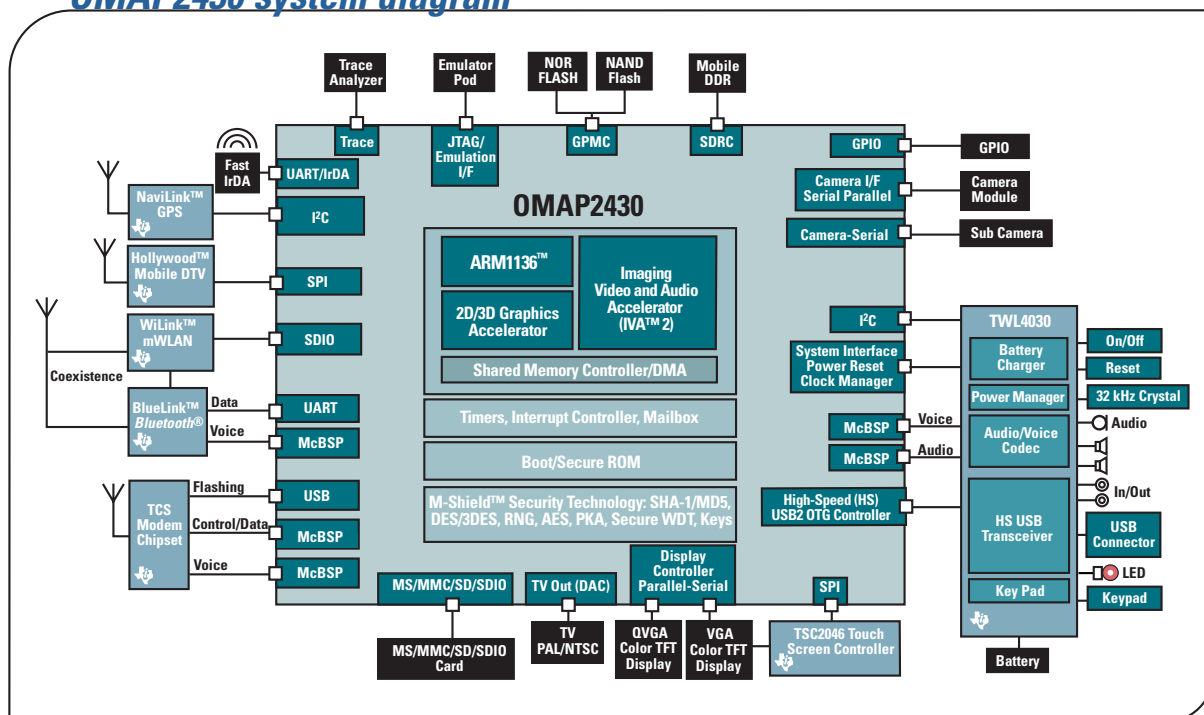 OMAP2430 system diagram
Trace
Analyzer
Emulator
Pod
NOR
FLASH
NAND
Flash
Mobile
DDR
Trace
JTAG/
Emulation
I/F
GPMC
SDRC
GPIO
GPIO
Fast
IrDA
UART/IrDA
Camera I/F
Serial Parallel
Camera
Module
NaviLink™
GPS
I²C
OMAP2430
Camera-Serial
Sub Camera
Hollywood™
Mobile DTV
SPI
ARM1136™
Imaging
Video and Audio
Accelerator
(IVA™ 2)
2D/3D Graphics
Accelerator
Shared Memory Controller/DMA
WiLink™
mWLAN
SDIO
Coexistence
BlueLink™
Bluetooth®
Data
UART
Voice
McBSP
Timers, Interrupt Controller, Mailbox
Boot/Secure ROM
M-Shield™ Security Technology: SHA-1/MD5,
DES/3DES, RNG, AES, PKA, Secure WDT, Keys
TCS
Modem
Chipset
Flashing
USB
Control/Data
McBSP
Voice
McBSP
I²C
System Interface
Power Reset
Clock Manager
McBSP
Voice
McBSP
Audio
High-Speed (HS)
USB2 OTG Controller
TWL4030
Battery
Charger
Power Manager
Audio/Voice
Codec
HS USB
Transceiver
Key Pad
On/Off
Reset
32 kHz Crystal
Audio
In/Out
USB
Connector
LED
Keypad
Battery
MS/MMC/SD/SDIO
TV Out (DAC)
Display
Controller
Parallel-Serial
SPI
MS/MMC/SD/SDIO
Card
TV
PAL/NTSC
QVGA
Color TFT
Display
VGA
Color TFT
Display
TSC2046 Touch
Screen Controller